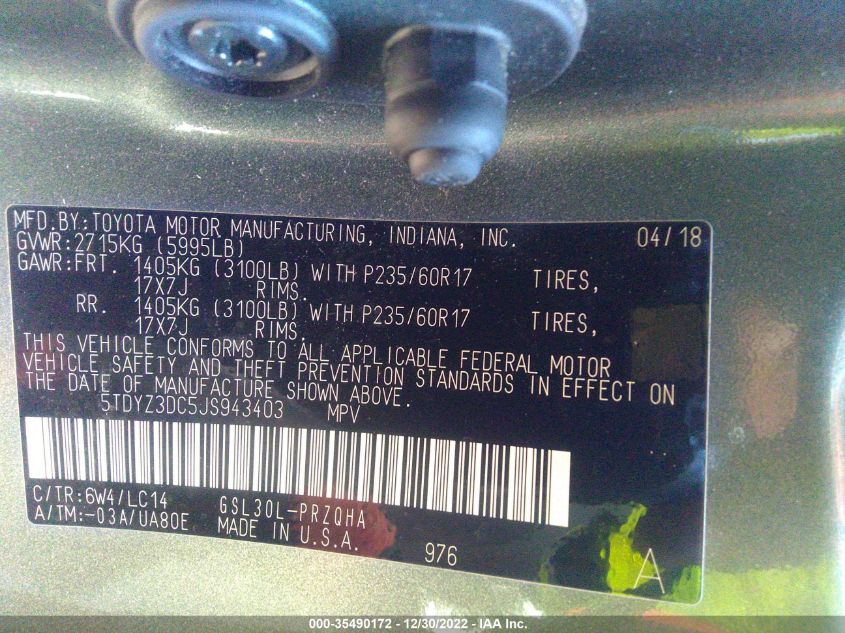 MFD.BY:TOYOTA MOTOR MANUFACTURING, INDIANA, INC. 04/18
GVWR:2715KG (5995LB)
GAWR:FRT. 1405KG (3100LB) WITH P235/60R17 TIRES,
17X7J RIMS.
RR. 1405KG (3100LB) WITH P235/60R17 TIRES,
17X7J RIMS.
THIS VEHICLE CONFORMS TO ALL APPLICABLE FEDERAL MOTOR
VEHICLE SAFETY AND THEFT PREVENTION STANDARDS IN EFFECT ON
THE DATE OF MANUFACTURE SHOWN ABOVE.
5TDYZ3DC5JS943403 MPV
C/TR:6W4/LC14 GSL30L-PRZQHA
A/TM:-03A/UA80E MADE IN U.S.A. 976 A
000-35490172 - 12/30/2022 - IAA Inc.